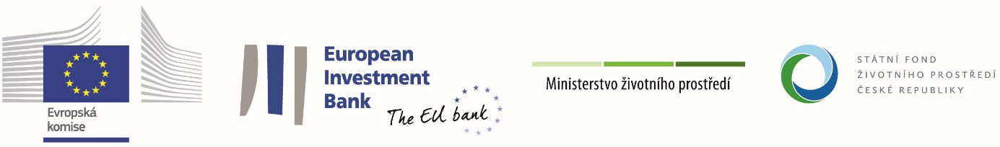 Evropská
komise
European
Investment
Bank
The EU bank
Ministerstvo životního prostředí
STÁTNÍ FOND
ŽIVOTNÍHO PROSTŘEDÍ
ČESKÉ REPUBLIKY